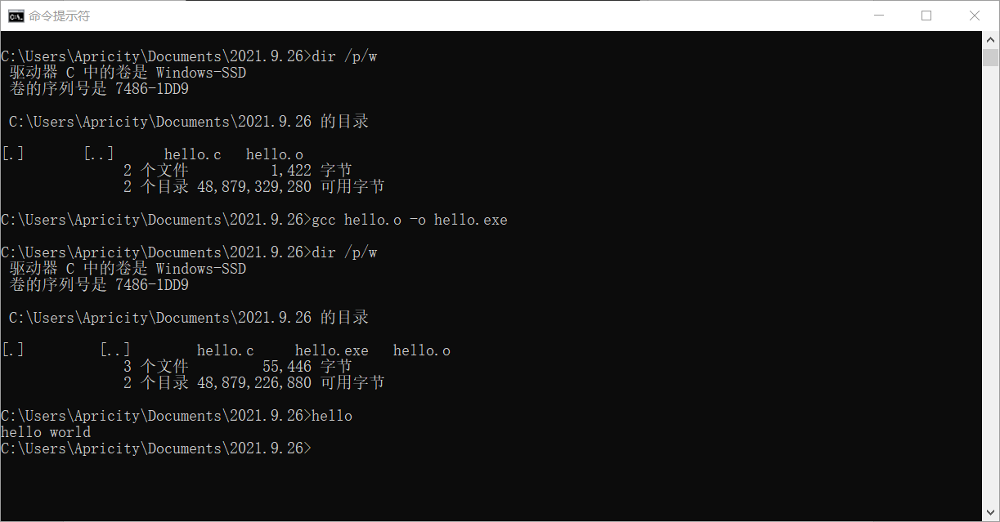 命令提示符
C:\Users\Apricity\Documents\2021.9.26>dir /p/w
驱动器 C 中的卷是 Windows-SSD
卷的序列号是 7486-1DD9
C:\Users\Apricity\Documents\2021.9.26 的目录
[.] [..] hello.c hello.o
2 个文件 1,422 字节
2 个目录 48,879,329,280 可用字节
C:\Users\Apricity\Documents\2021.9.26>gcc hello.o -o hello.exe
C:\Users\Apricity\Documents\2021.9.26>dir /p/w
驱动器 C 中的卷是 Windows-SSD
卷的序列号是 7486-1DD9
C:\Users\Apricity\Documents\2021.9.26 的目录
[.] [..] hello.c hello.exe hello.o
3 个文件 55,446 字节
2 个目录 48,879,226,880 可用字节
C:\Users\Apricity\Documents\2021.9.26>hello
hello world
C:\Users\Apricity\Documents\2021.9.26>